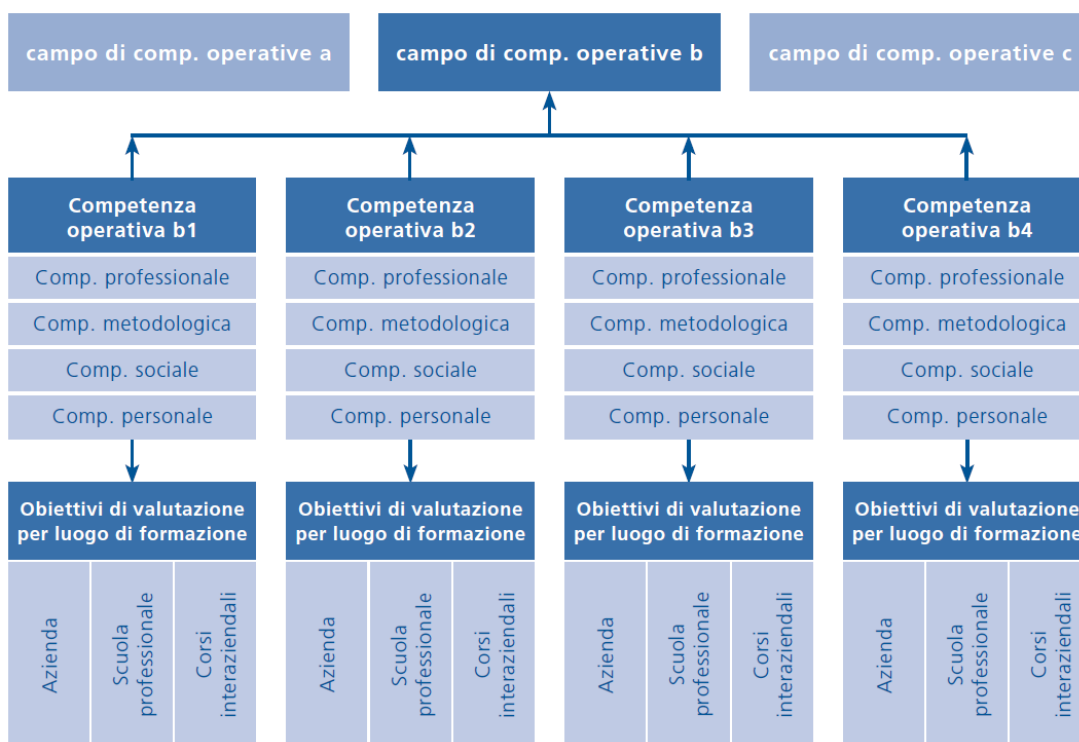 campo di comp. operative a
campo di comp. operative b
campo di comp. operative c
Competenza
operativa b1
Comp. professionale
Comp. metodologica
Comp. sociale
Comp. personale
Obiettivi di valutazione
per luogo di formazione
Azienda
Scuola
professionale
Corsi
interaziendali
Competenza
operativa b2
Comp. professionale
Comp. metodologica
Comp. sociale
Comp. personale
Obiettivi di valutazione
per luogo di formazione
Azienda
Scuola
professionale
Corsi
interaziendali
Competenza
operativa b3
Comp. professionale
Comp. metodologica
Comp. sociale
Comp. personale
Obiettivi di valutazione
per luogo di formazione
Azienda
Scuola
professionale
Corsi
interaziendali
Competenza
operativa b4
Comp. professionale
Comp. metodologica
Comp. sociale
Comp. personale
Obiettivi di valutazione
per luogo di formazione
Azienda
Scuola
professionale
Corsi
interaziendali